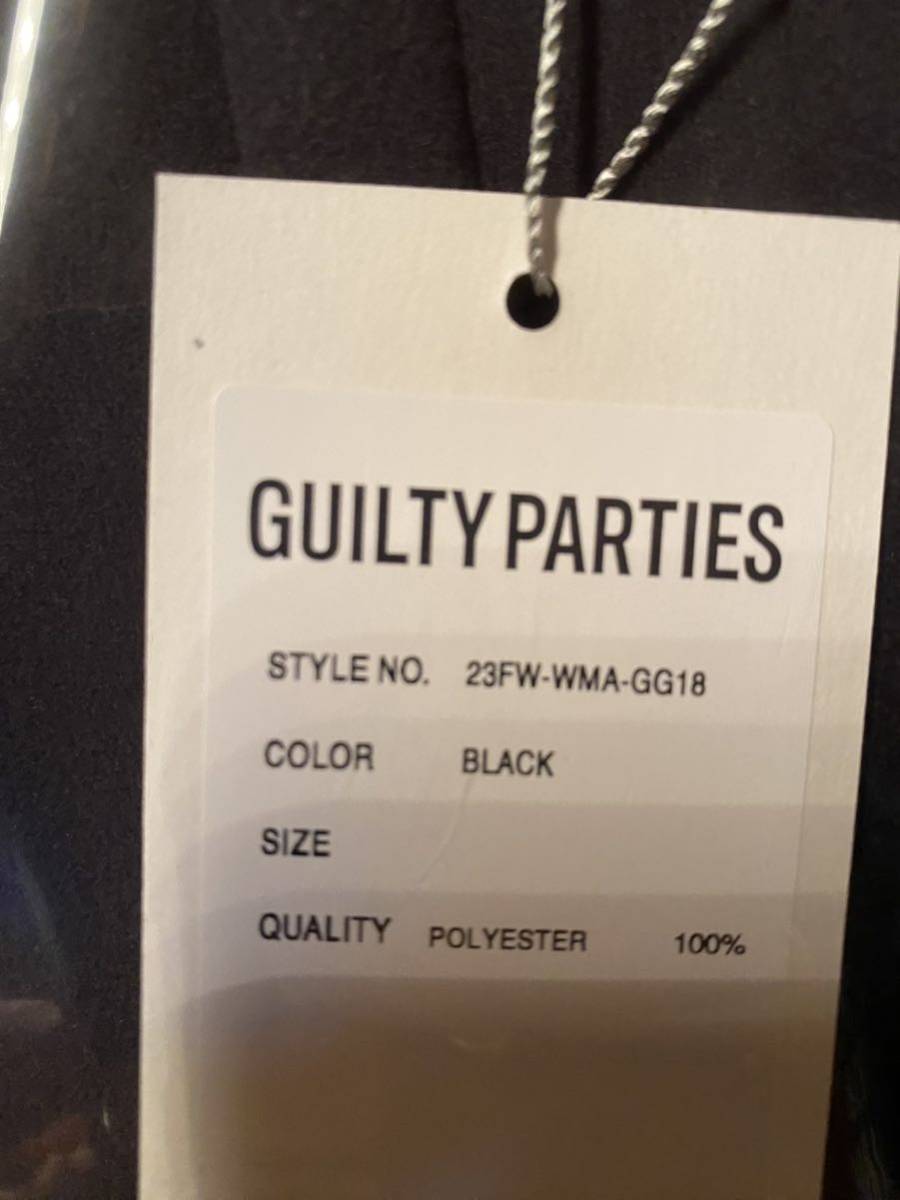 GUILTY PARTIES
STYLE NO. 23FW-WMA-GG18
COLOR BLACK
SIZE
QUALITY POLYESTER 100%